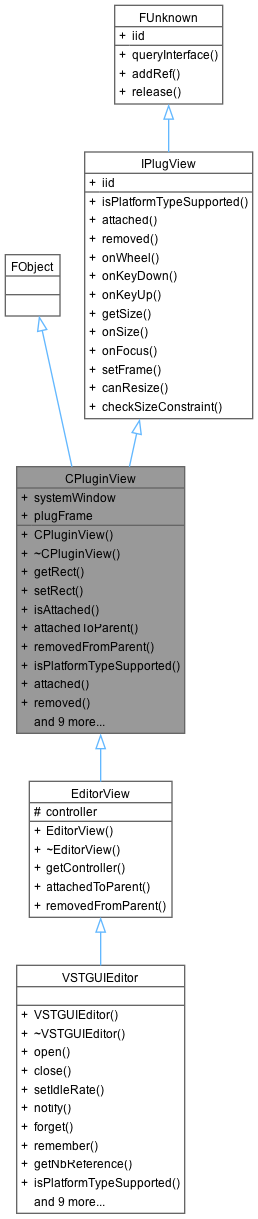 FUnknown
+ iid
+ queryInterface()
+ addRef()
+ release()
IPlugView
+ iid
+ isPlatformTypeSupported()
+ attached()
+ removed()
+ onWheel()
+ onKeyDown()
+ onKeyUp()
+ getSize()
+ onSize()
+ onFocus()
+ setFrame()
+ canResize()
+ checkSizeConstraint()
FObject
CPluginView
+ systemWindow
+ plugFrame
+ CPluginView()
+ ~CPluginView()
+ getRect()
+ setRect()
+ isAttached()
+ attachedToParent()
+ removedFromParent()
+ isPlatformTypeSupported()
+ attached()
+ removed()
and 9 more...
EditorView
# controller
+ EditorView()
+ ~EditorView()
+ getController()
+ attachedToParent()
+ removedFromParent()
VSTGUIEditor
+ VSTGUIEditor()
+ ~VSTGUIEditor()
+ open()
+ close()
+ setIdleRate()
+ notify()
+ forget()
+ remember()
+ getNbReference()
+ isPlatformTypeSupported()
and 9 more...